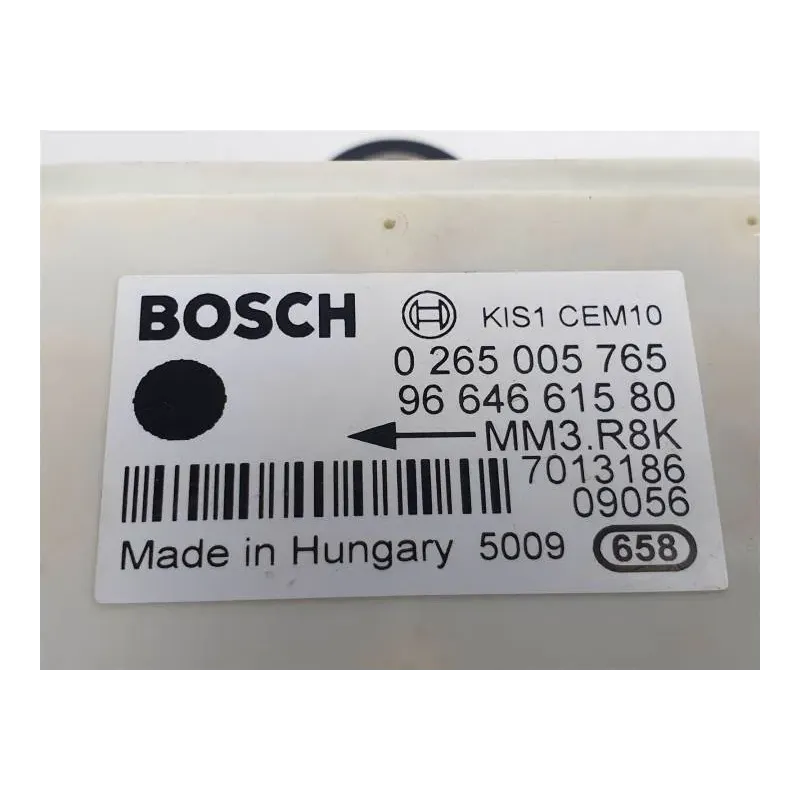 BOSCH KIS1 CEM10
0 265 005 765
96 646 615 80
MM3.R8K
7013186
09056
Made in Hungary 5009 658